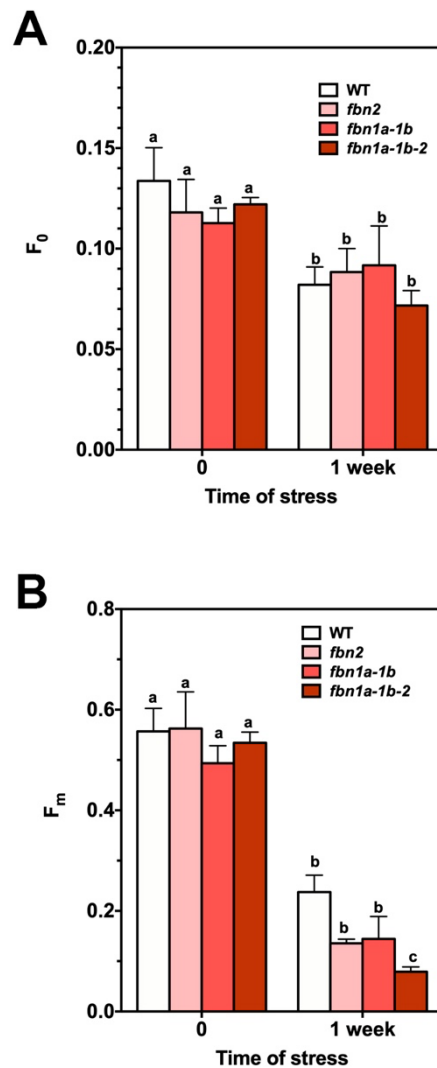 A
0.20
0.15
0.10
0.05
0.00
F0
WT
fbn2
fbn1a-1b
fbn1a-1b-2
a
a
a
a
b
b
b
b
0
1 week
Time of stress
B
0.8
0.6
0.4
0.2
0.0
Fm
WT
fbn2
fbn1a-1b
fbn1a-1b-2
a
a
a
a
b
b
b
c
0
1 week
Time of stress